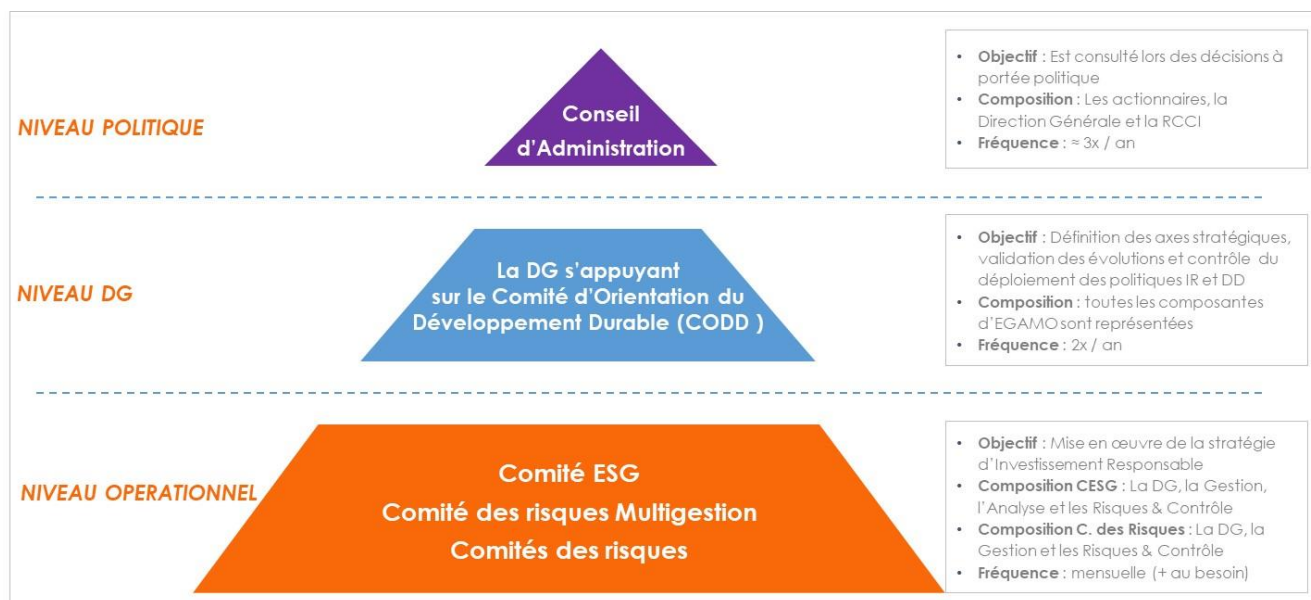 NIVEAU POLITIQUE
Conseil
d'Administration
• Objectif : Est consulté lors des décisions à
portée politique
• Composition : Les actionnaires, la
Direction Générale et la RCCI
• Fréquence : ≈ 3x / an
NIVEAU DG
La DG s'appuyant
sur le Comité d'Orientation du
Développement Durable (CODD )
• Objectif : Définition des axes stratégiques,
validation des évolutions et contrôle du
déploiement des politiques IR et DD
• Composition : toutes les composantes
d'EGAMO sont représentées
• Fréquence : 2x / an
NIVEAU OPERATIONNEL
Comité ESG
Comité des risques Multigestion
Comités des risques
• Objectif : Mise en œuvre de la stratégie
d'Investissement Responsable
• Composition CESG : La DG, la Gestion,
l'Analyse et les Risques & Contrôle
• Composition C. des Risques : La DG, la
Gestion et les Risques & Contrôle
• Fréquence : mensuelle (+ au besoin)